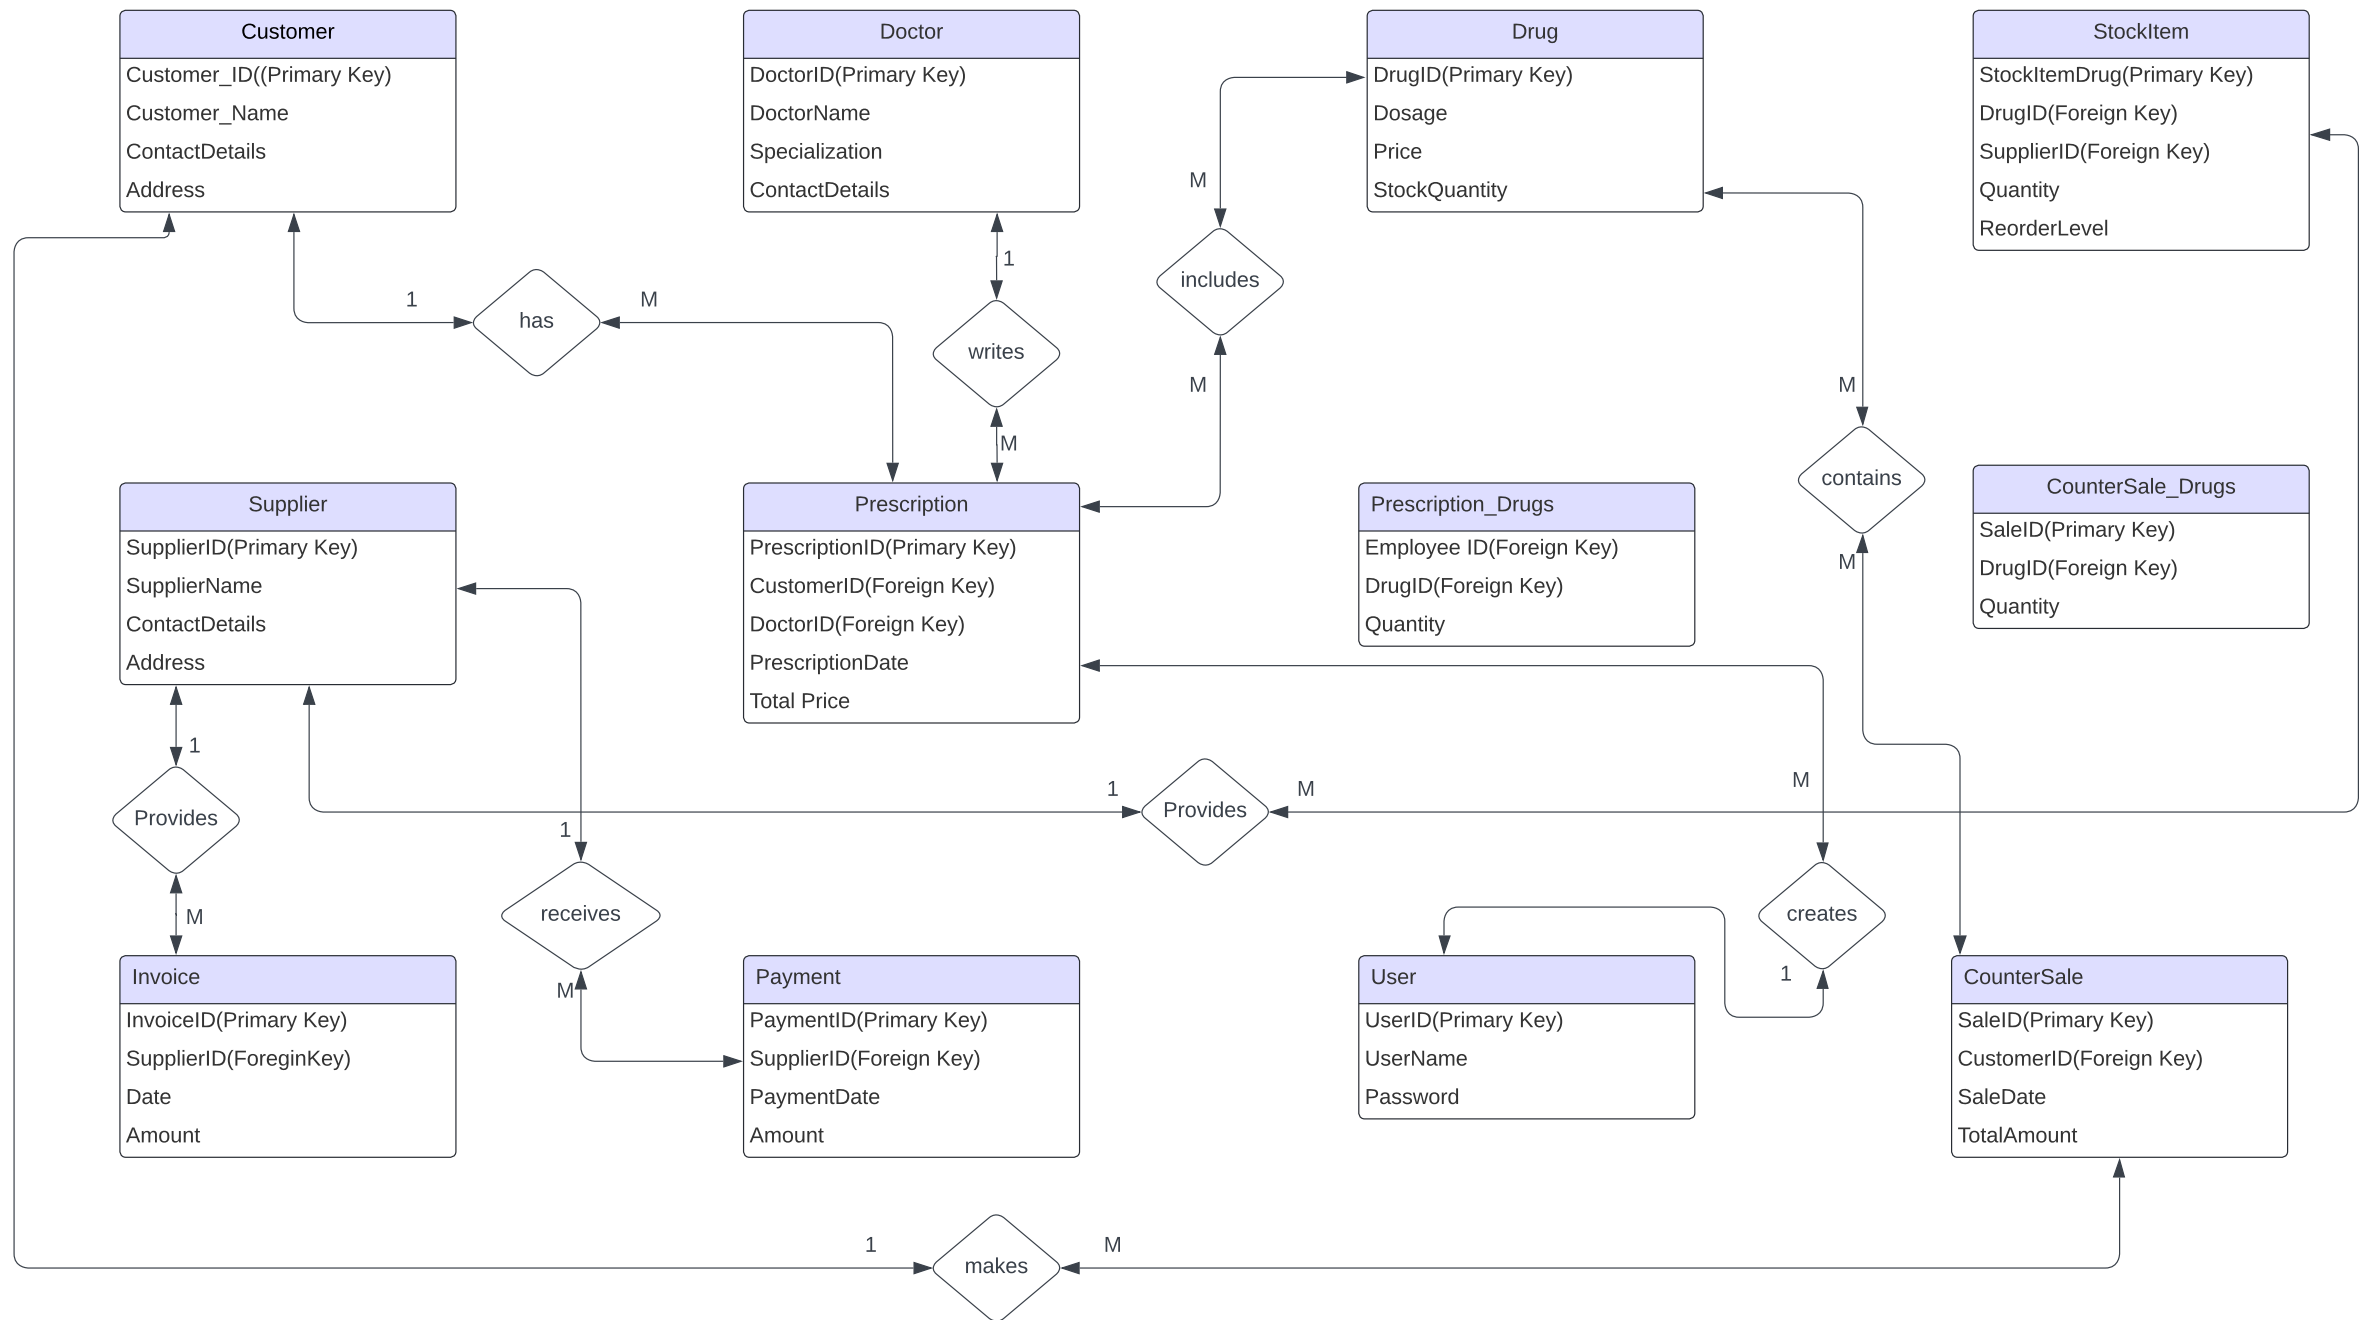 Customer
Customer_ID((Primary Key)
Customer_Name
ContactDetails
Address
Doctor
DoctorID(Primary Key)
DoctorName
Specialization
ContactDetails
Drug
DrugID(Primary Key)
Dosage
Price
StockQuantity
StockItem
StockItemDrug(Primary Key)
DrugID(Foreign Key)
SupplierID(Foreign Key)
Quantity
ReorderLevel
1
has
M
1
writes
M
M
includes
M
M
contains
M
Supplier
SupplierID(Primary Key)
SupplierName
ContactDetails
Address
Prescription
PrescriptionID(Primary Key)
CustomerID(Foreign Key)
DoctorID(Foreign Key)
PrescriptionDate
Total Price
Prescription_Drugs
Employee ID(Foreign Key)
DrugID(Foreign Key)
Quantity
CounterSale_Drugs
SaleID(Primary Key)
DrugID(Foreign Key)
Quantity
1
Provides
M
1
receives
M
1
Provides
M
M
creates
1
Invoice
InvoiceID(Primary Key)
SupplierID(ForeginKey)
Date
Amount
Payment
PaymentID(Primary Key)
SupplierID(Foreign Key)
PaymentDate
Amount
User
UserID(Primary Key)
UserName
Password
CounterSale
SaleID(Primary Key)
CustomerID(Foreign Key)
SaleDate
TotalAmount
1
makes
M